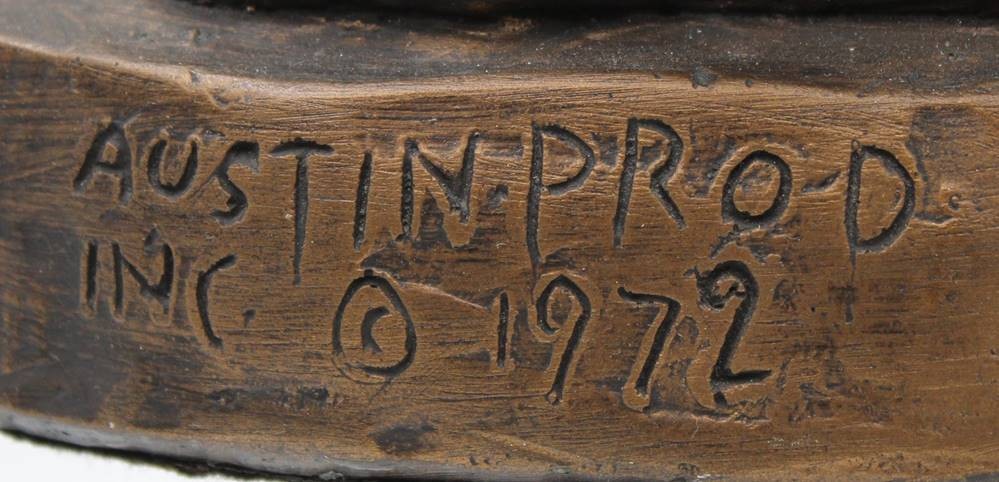 AUSTIN PROD
INC. © 1972